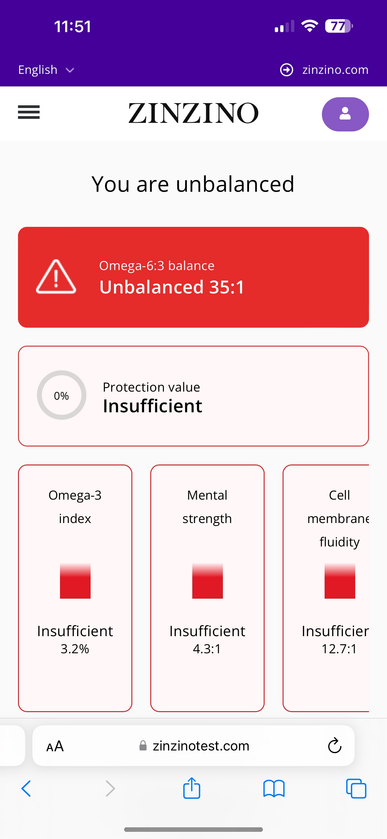 11:51
77
English
zinzino.com
ZINZINO
You are unbalanced
Omega-6:3 balance
Unbalanced 35:1
0%
Protection value
Insufficient
Omega-3
index
Insufficient
3.2%
Mental
strength
Insufficient
4.3:1
Cell
membrane
fluidity
Insufficien
12.7:1
AA
zinzinotest.com